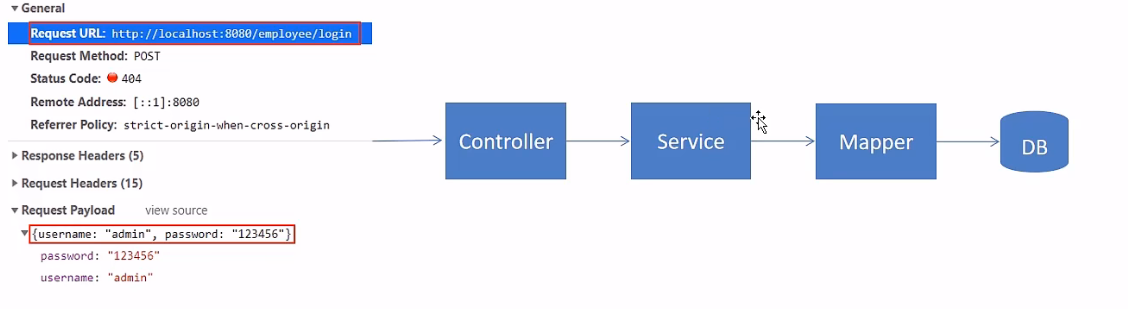 ▼ General
Request URL: http://localhost:8080/employee/login
Request Method: POST
Status Code: 404
Remote Address: [::1]:8080
Referrer Policy: strict-origin-when-cross-origin
▶ Response Headers (5)
▶ Request Headers (15)
▼ Request Payload view source
▼ {username: "admin", password: "123456"}
password: "123456"
username: "admin"
Controller
Service
Mapper
DB